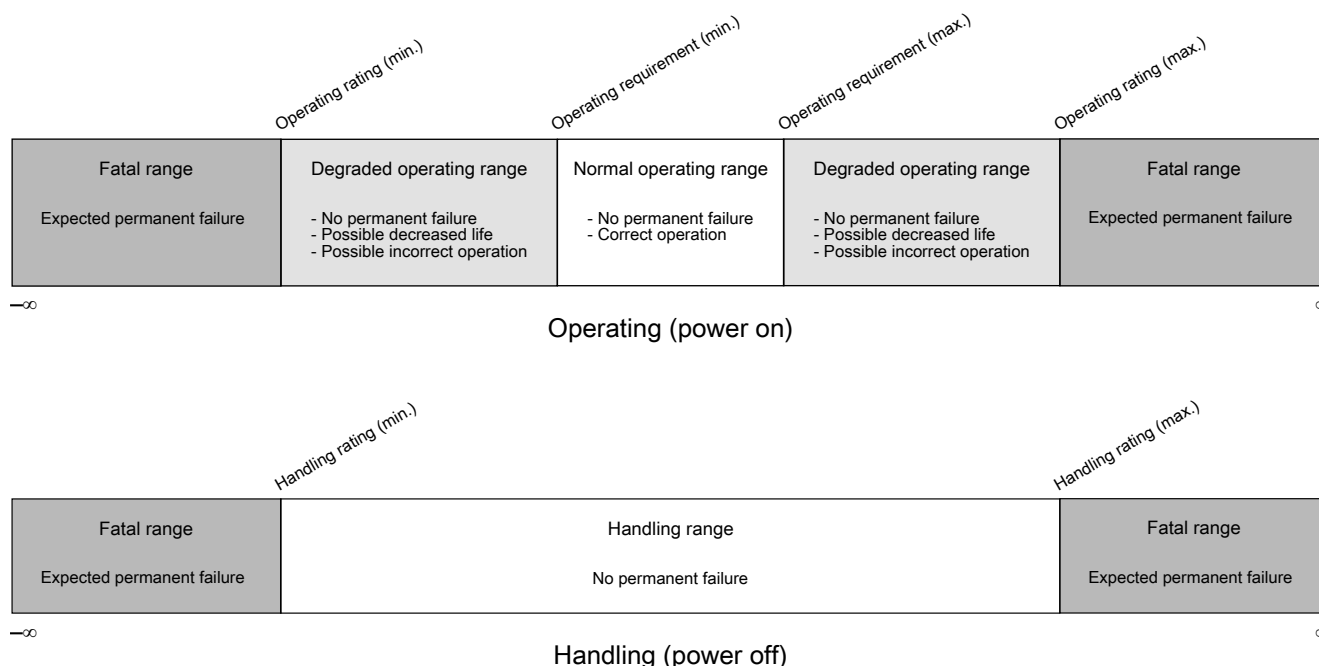 Operating rating (min.)
Operating requirement (min.)
Operating requirement (max.)
Operating rating (max.)
Fatal range
Degraded operating range
Normal operating range
Degraded operating range
Fatal range
Expected permanent failure
- No permanent failure
- Possible decreased life
- Possible incorrect operation
- No permanent failure
- Correct operation
- No permanent failure
- Possible decreased life
- Possible incorrect operation
Expected permanent failure
–∞
Operating (power on)
Handling rating (min.)
Handling rating (max.)
Fatal range
Handling range
Fatal range
Expected permanent failure
No permanent failure
Expected permanent failure
–∞
Handling (power off)